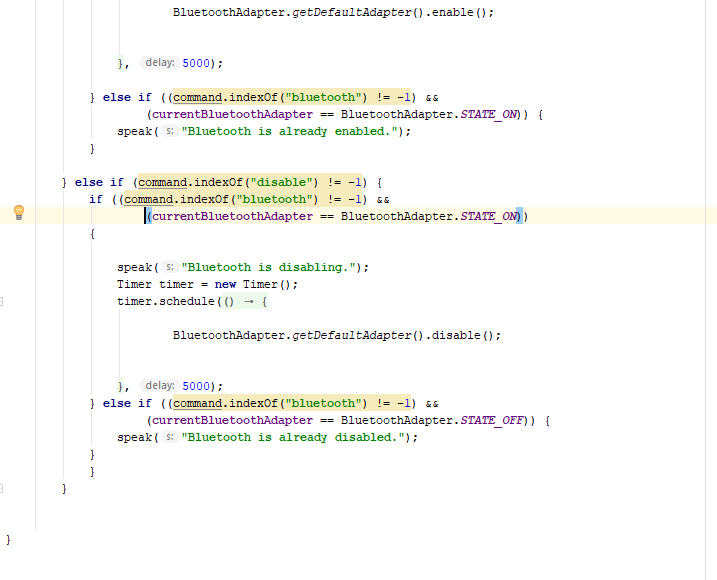 BluetoothAdapter.getDefaultAdapter().enable();
}, delay: 5000);
} else if ((command.indexOf("bluetooth") != -1) &&
(currentBluetoothAdapter == BluetoothAdapter.STATE_ON)) {
speak( s: "Bluetooth is already enabled.");
}
} else if (command.indexOf("disable") != -1) {
if ((command.indexOf("bluetooth") != -1) &&
(currentBluetoothAdapter == BluetoothAdapter.STATE_ON))
{
speak( s: "Bluetooth is disabling.");
Timer timer = new Timer();
timer.schedule(() → {
BluetoothAdapter.getDefaultAdapter().disable();
}, delay: 5000);
} else if ((command.indexOf("bluetooth") != -1) &&
(currentBluetoothAdapter == BluetoothAdapter.STATE_OFF)) {
speak( s: "Bluetooth is already disabled.");
}
}
}
}